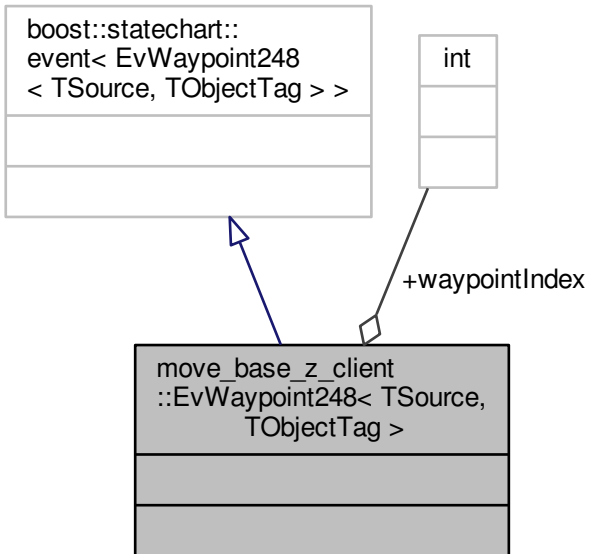 boost::statechart::
event< EvWaypoint248
< TSource, TObjectTag > >
int
+waypointIndex
move_base_z_client
::EvWaypoint248< TSource,
TObjectTag >